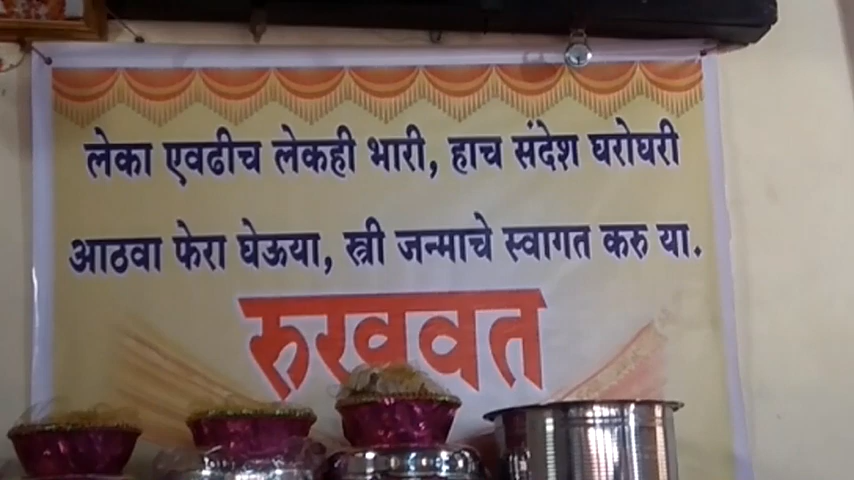 लेका एवढीच लेकही भारी, हाच संदेश घरोघरी
आठवा फेरा घेऊया, स्त्री जन्माचे स्वागत करु या.
रुखवत